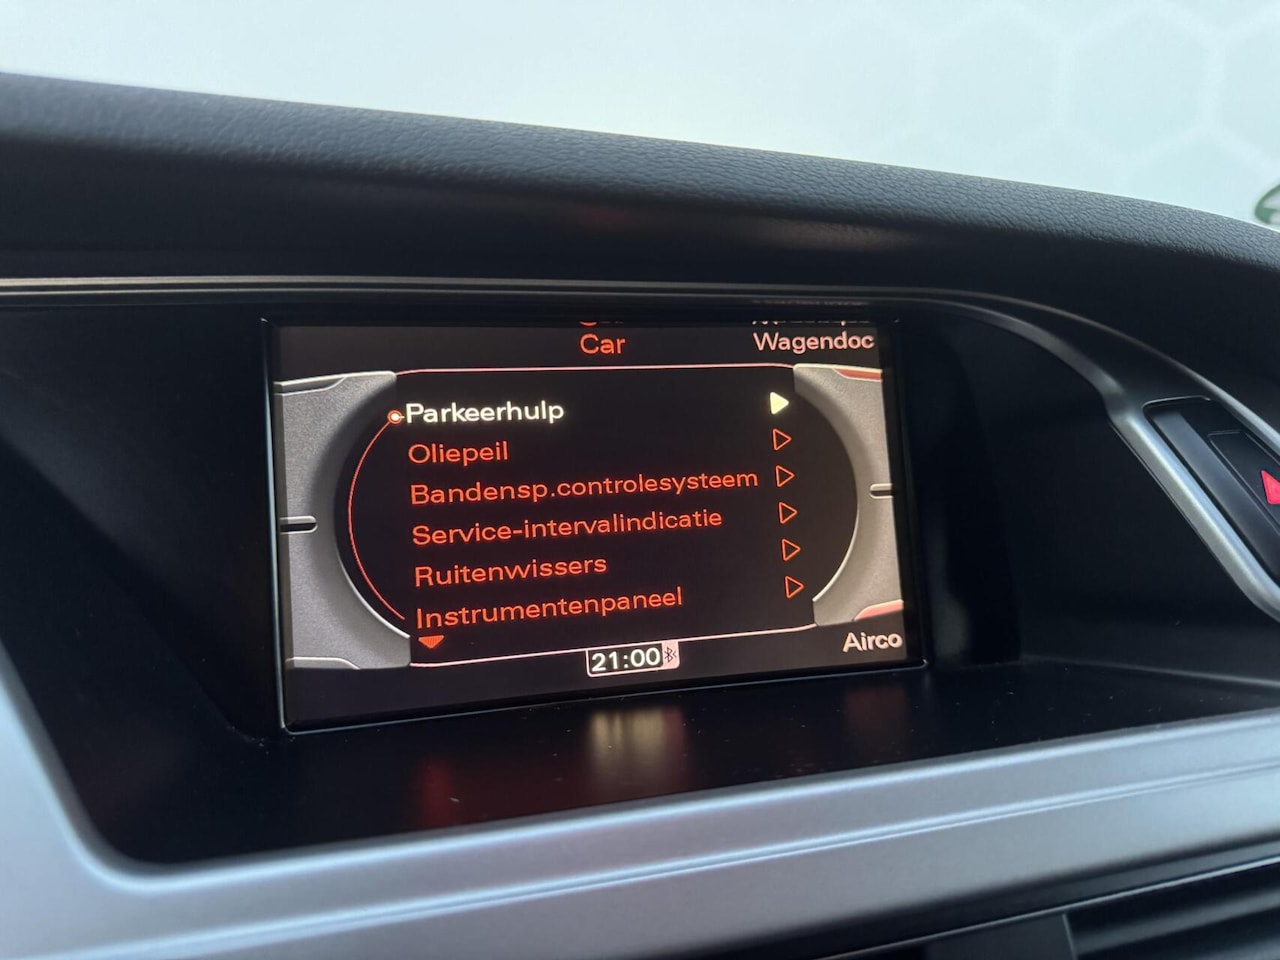 Car
Wagendoc
Parkeerhulp
Oliepeil
Bandensp.controlesysteem
Service-intervalindicatie
Ruitenwissers
Instrumentenpaneel
21:00
Airco